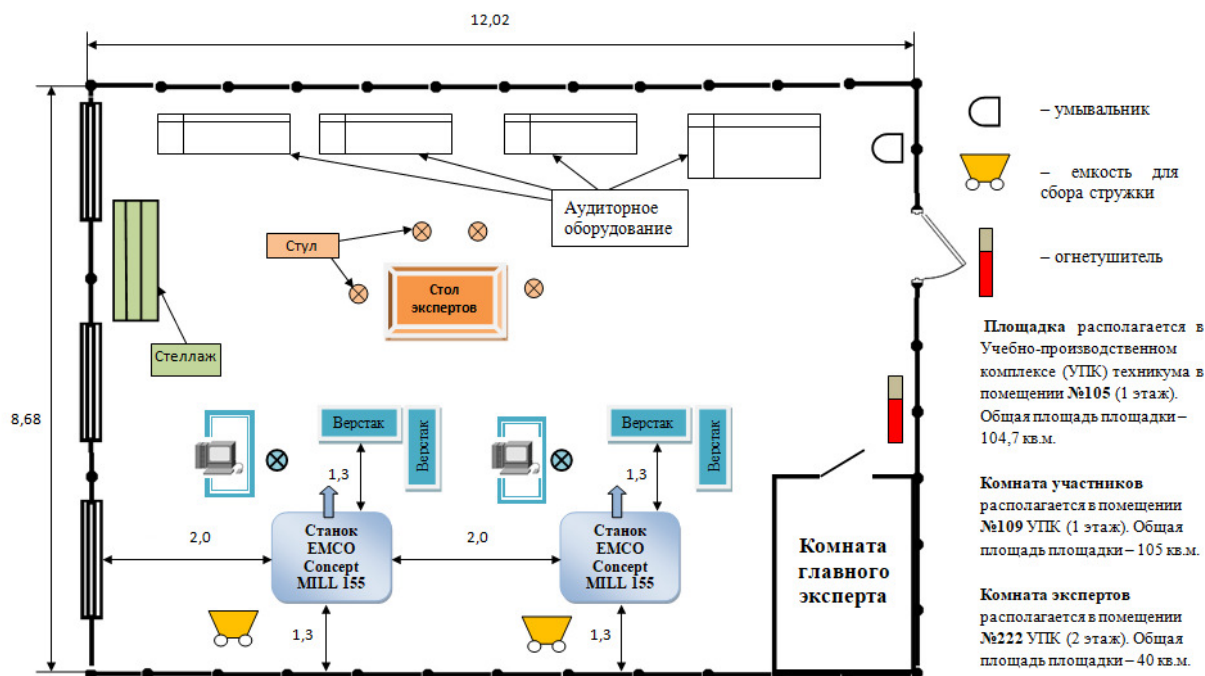 12,02
– умывальник
– емкость для
сбора стружки
Аудиторное
оборудование
Стул
– огнетушитель
Стол
экспертов
Площадка располагается в
Учебно-производственном
комплексе (УПК) техникума в
помещении №105 (1 этаж).
Общая площадь площадки –
104,7 кв.м.
Стеллаж
8,68
Верстак
Верстак
Верстак
Верстак
1,3
1,3
Комната участников
располагается в помещении
№109 УПК (1 этаж). Общая
площадь площадки – 105 кв.м.
2,0
Станок
EMCO
Concept
MILL 155
2,0
Станок
EMCO
Concept
MILL 155
Комната
главного
эксперта
1,3
1,3
Комната экспертов
располагается в помещении
№222 УПК (2 этаж). Общая
площадь площадки – 40 кв.м.